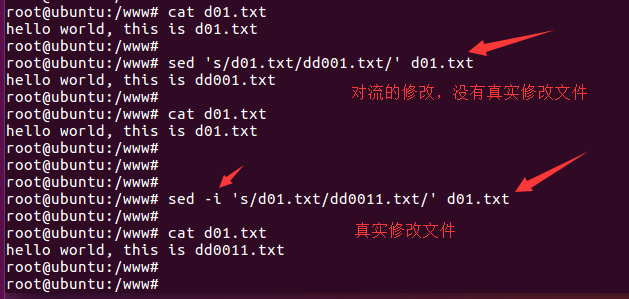 root@ubuntu:/www# cat d01.txt
hello world, this is d01.txt
root@ubuntu:/www#
root@ubuntu:/www# sed 's/d01.txt/dd001.txt/' d01.txt
hello world, this is dd001.txt
对流的修改，没有真实修改文件
root@ubuntu:/www#
root@ubuntu:/www# cat d01.txt
hello world, this is d01.txt
root@ubuntu:/www#
root@ubuntu:/www#
root@ubuntu:/www#
root@ubuntu:/www# sed -i 's/d01.txt/dd0011.txt/' d01.txt
root@ubuntu:/www#
root@ubuntu:/www# cat d01.txt
真实修改文件
hello world, this is dd0011.txt
root@ubuntu:/www#
root@ubuntu:/www#